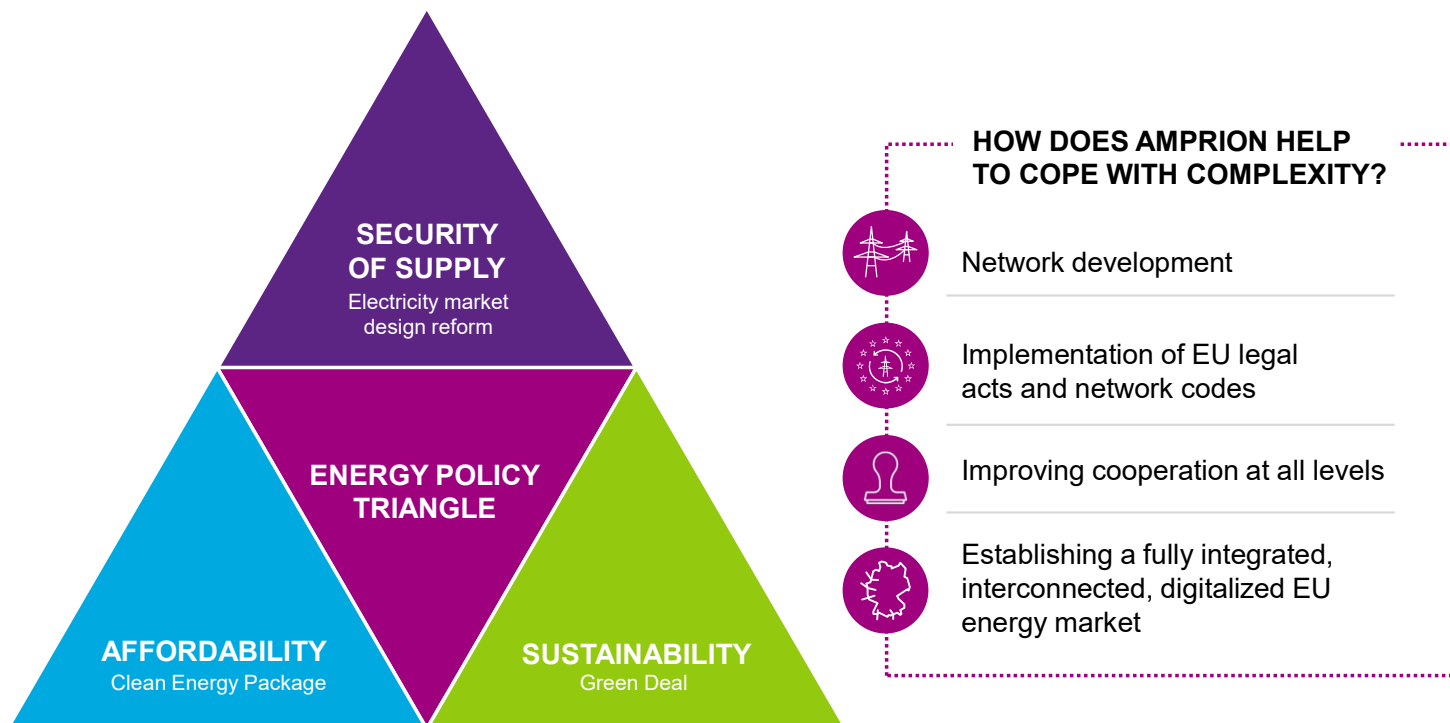 SECURITY
OF SUPPLY
Electricity market
design reform
ENERGY POLICY
TRIANGLE
AFFORDABILITY
Clean Energy Package
SUSTAINABILITY
Green Deal
HOW DOES AMPRION HELP
TO COPE WITH COMPLEXITY?
Network development
Implementation of EU legal
acts and network codes
Improving cooperation at all levels
Establishing a fully integrated,
interconnected, digitalized EU
energy market